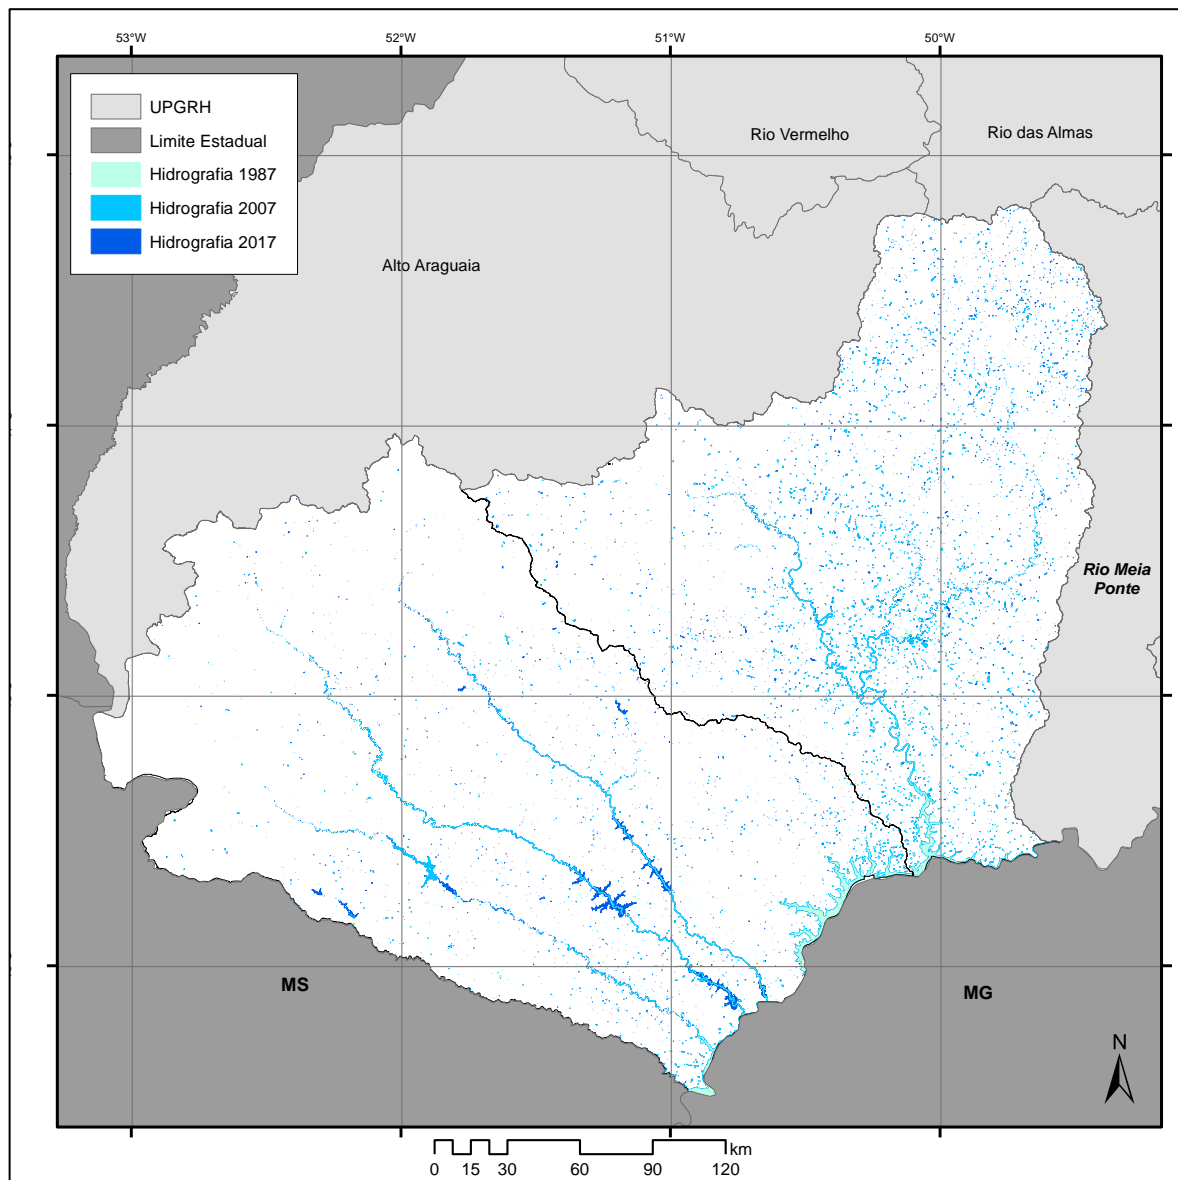 53°W 52°W 51°W 50°W
UPGRH
Limite Estadual
Hidrografia 1987
Hidrografia 2007
Hidrografia 2017
Rio Vermelho
Rio das Almas
Alto Araguaia
Rio Meia
Ponte
MS
MG
N
km
0 15 30 60 90 120